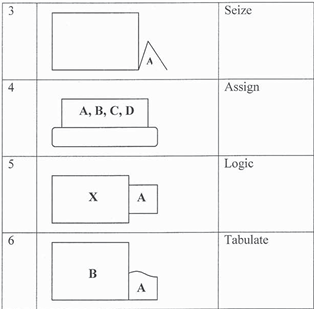 3 Seize
A
4 Assign
A, B, C, D
5 Logic
X A
6 Tabulate
B A